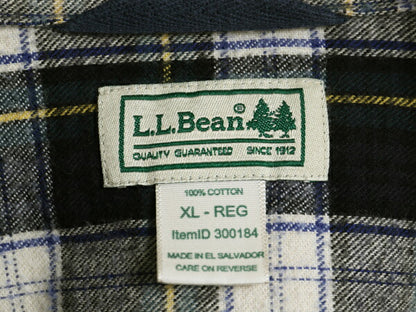 L.L.Bean®
QUALITY GUARANTEED SINCE 1912
100% COTTON
XL - REG
ItemID 300184
MADE IN EL SALVADOR
CARE ON REVERSE